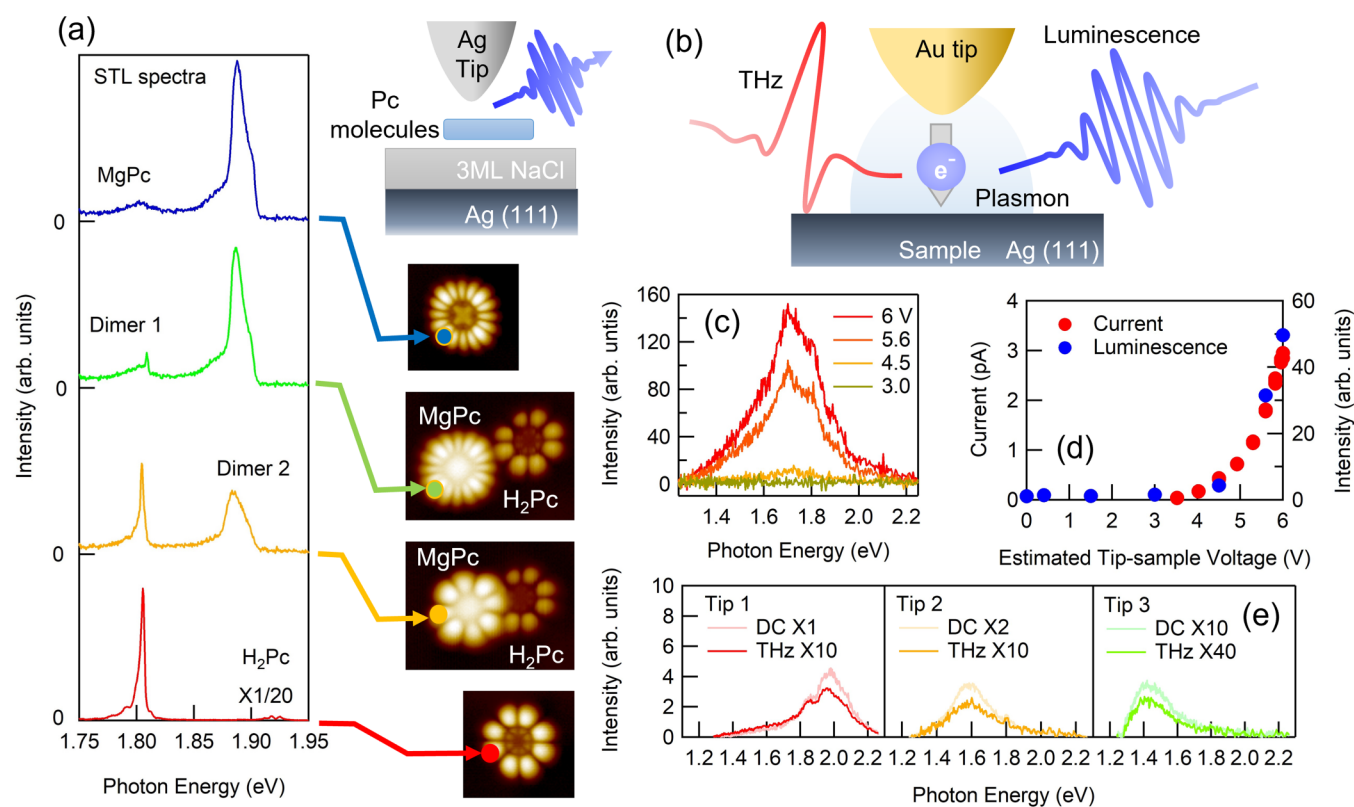 (a)
STL spectra
MgPc
0
Dimer 1
0
Dimer 2
0
H₂Pc
X1/20
0
1.75
1.80
1.85
1.90
1.95
Photon Energy (eV)
Intensity (arb. units)
Ag
Tip
Pc
molecules
3ML NaCl
Ag (111)
MgPc
H₂Pc
MgPc
H₂Pc
(b)
THz
Au tip
Luminescence
e⁻
Plasmon
Sample
Ag (111)
(c)
160
120
80
40
0
6 V
5.6
4.5
3.0
1.4
1.6
1.8
2.0
2.2
Photon Energy (eV)
Intensity (arb. untis)
(d)
4
3
2
1
0
Current (pA)
Current
Luminescence
60
40
20
0
Intensity (arb. units)
0
1
2
3
4
5
6
Estimated Tip-sample Voltage (V)
(e)
10
8
6
4
2
0
Intensity (arb. units)
Tip 1
DC X1
THz X10
Tip 2
DC X2
THz X10
Tip 3
DC X10
THz X40
1.2 1.4 1.6 1.8 2.0 2.2
1.2 1.4 1.6 1.8 2.0 2.2
1.2 1.4 1.6 1.8 2.0 2.2
Photon Energy (eV)